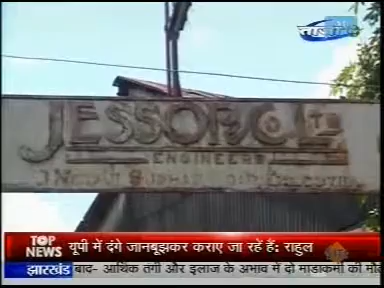 JESSOP & CO LTD
ENGINEERS
TOP NEWS
यूपी में दंगे जानबूझकर कराए जा रहें हैं: राहुल
झारखंड
बाद- आर्थिक तंगी और इलाज के अभाव में दो माडाकर्मी की मौत